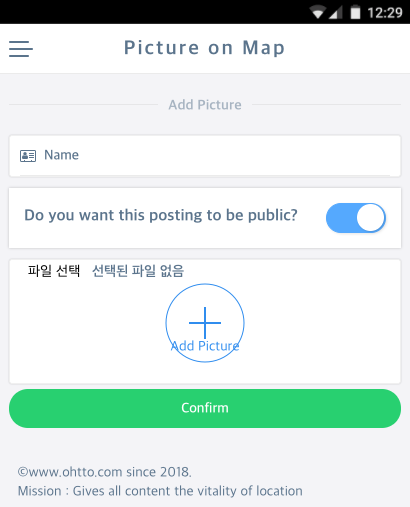 12:29
Picture on Map
Add Picture
Name
Do you want this posting to be public?
파일 선택 선택된 파일 없음
Add Picture
Confirm
©www.ohtto.com since 2018.
Mission : Gives all content the vitality of location